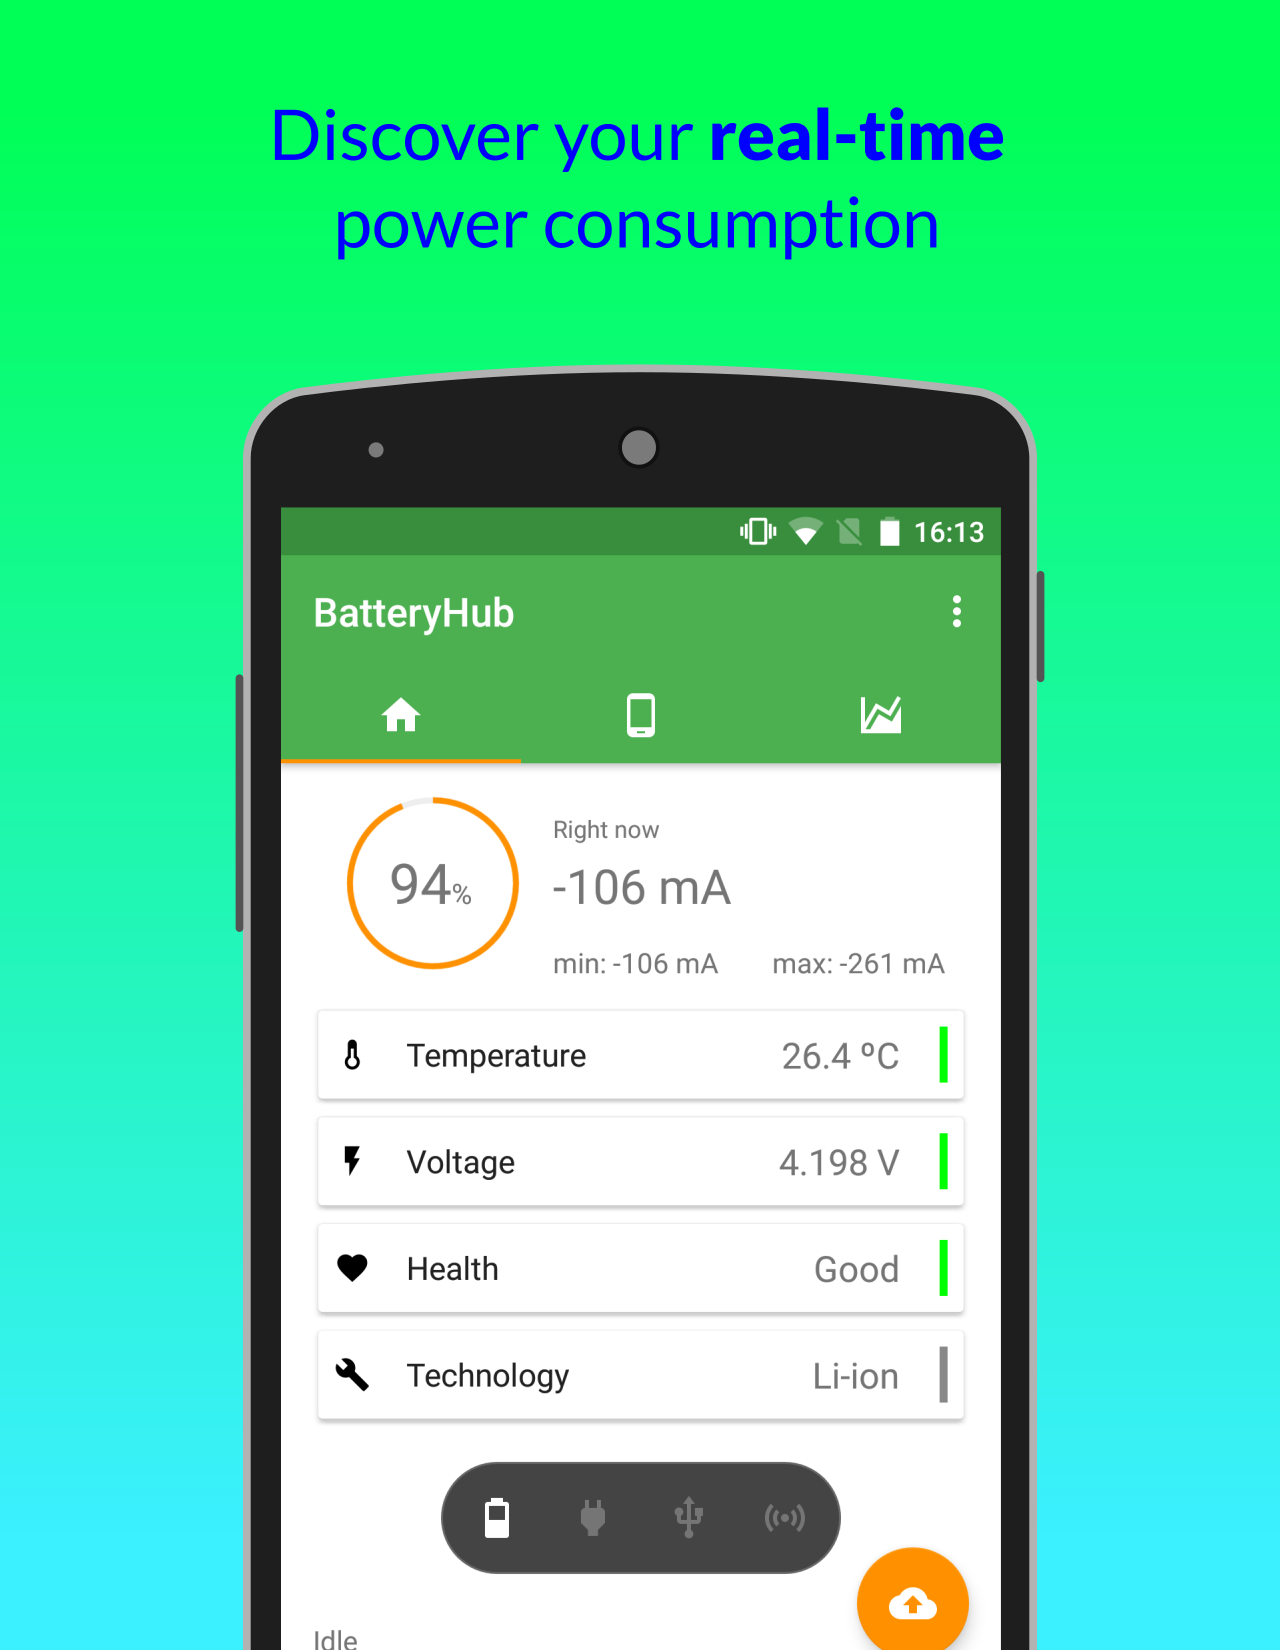 Discover your real-time
power consumption
16:13
BatteryHub
94%
Right now
-106 mA
min: -106 mA max: -261 mA
Temperature 26.4 ºC
Voltage 4.198 V
Health Good
Technology Li-ion
Idle